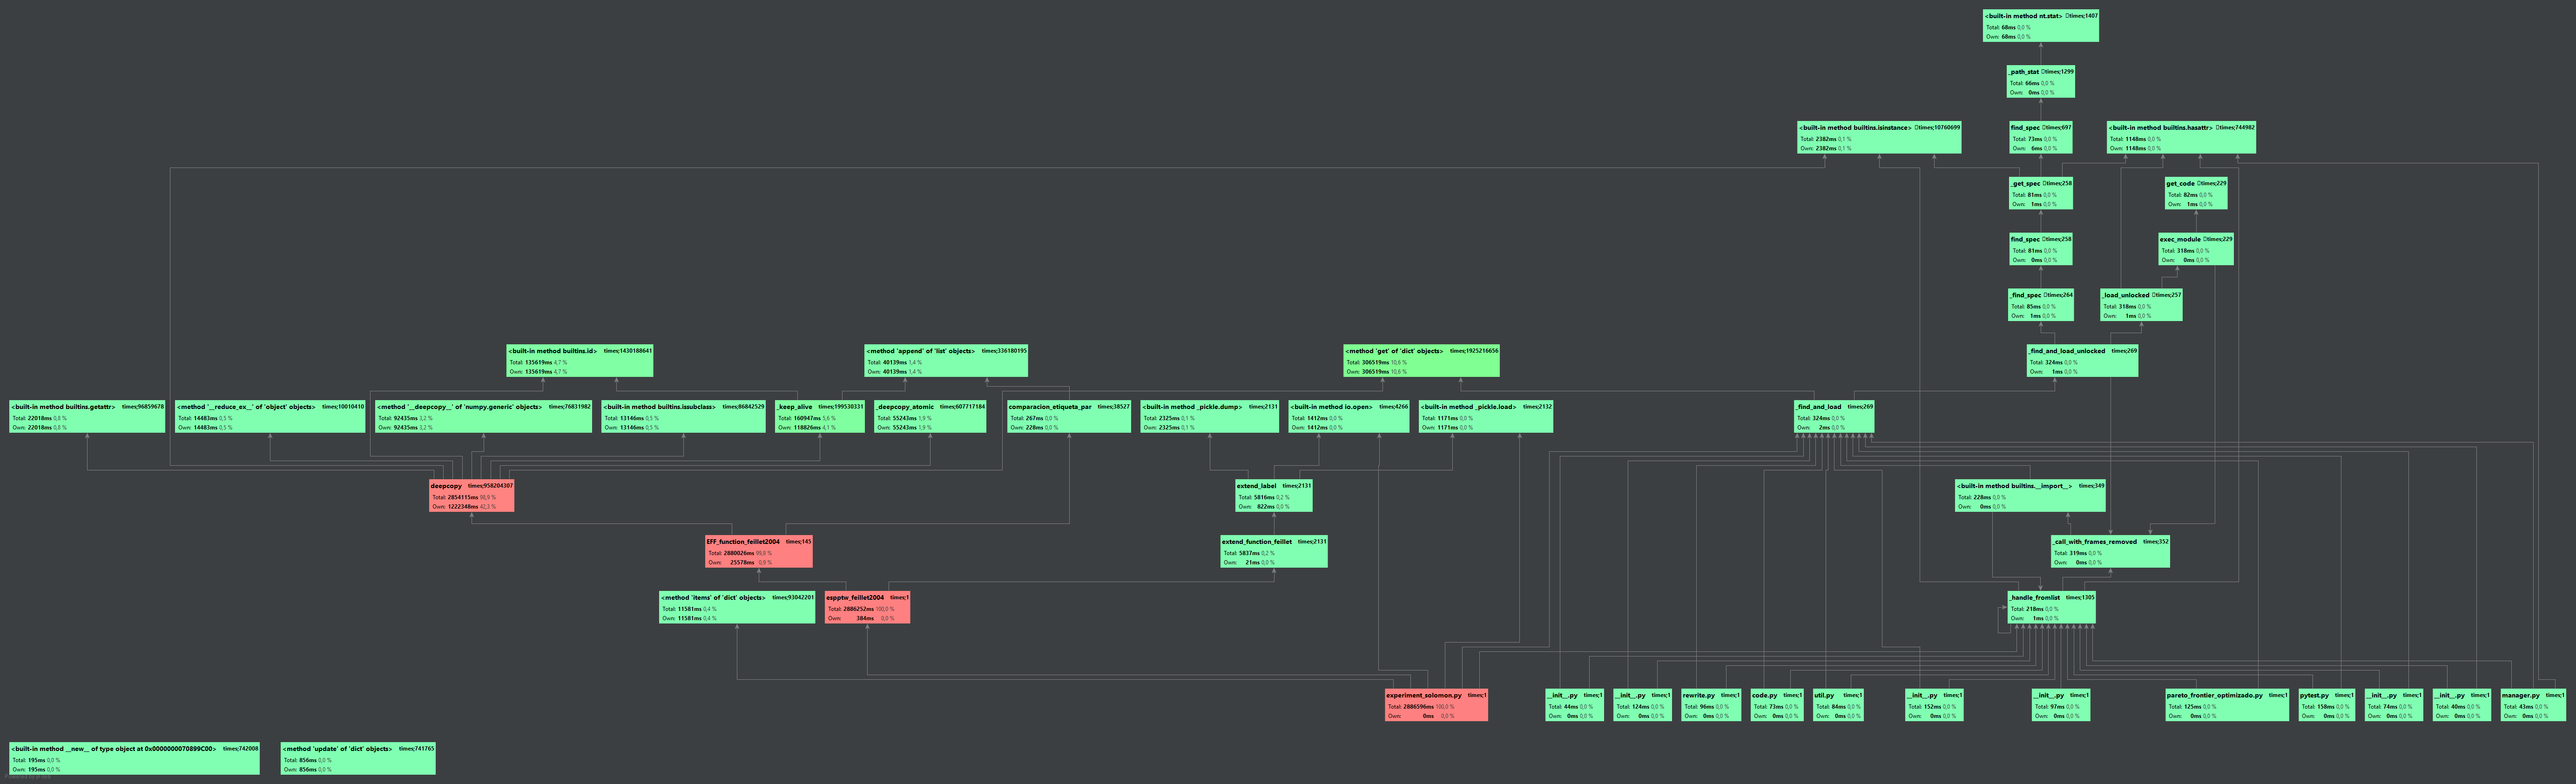 <built-in method nt.stat> times;1407
Total: 68ms 0,0 %
Own: 68ms 0,0 %
_path_stat times;1299
Total: 66ms 0,0 %
Own: 0ms 0,0 %
<built-in method builtins.isinstance> times;10760699
Total: 2382ms 0,1 %
Own: 2382ms 0,1 %
find_spec times;697
Total: 73ms 0,0 %
Own: 6ms 0,0 %
<built-in method builtins.hasattr> times;744982
Total: 1148ms 0,0 %
Own: 1148ms 0,0 %
_get_spec times;258
Total: 81ms 0,0 %
Own: 1ms 0,0 %
get_code times;229
Total: 82ms 0,0 %
Own: 1ms 0,0 %
find_spec times;258
Total: 81ms 0,0 %
Own: 0ms 0,0 %
exec_module times;229
Total: 318ms 0,0 %
Own: 0ms 0,0 %
_find_spec times;264
Total: 85ms 0,0 %
Own: 1ms 0,0 %
_load_unlocked times;257
Total: 318ms 0,0 %
Own: 1ms 0,0 %
<built-in method builtins.id> times;1430188641
Total: 135619ms 4,7 %
Own: 135619ms 4,7 %
<method 'append' of 'list' objects> times;336180195
Total: 40139ms 1,4 %
Own: 40139ms 1,4 %
<method 'get' of 'dict' objects> times;1925216656
Total: 306519ms 10,6 %
Own: 306519ms 10,6 %
_find_and_load_unlocked times;269
Total: 324ms 0,0 %
Own: 1ms 0,0 %
<built-in method builtins.getattr> times;96859678
Total: 22018ms 0,8 %
Own: 22018ms 0,8 %
<method '__reduce_ex__' of 'object' objects> times;10010410
Total: 14483ms 0,5 %
Own: 14483ms 0,5 %
<method '__deepcopy__' of 'numpy.generic' objects> times;76831982
Total: 92435ms 3,2 %
Own: 92435ms 3,2 %
<built-in method builtins.issubclass> times;86842529
Total: 13146ms 0,5 %
Own: 13146ms 0,5 %
_keep_alive times;199530331
Total: 160947ms 5,6 %
Own: 118826ms 4,1 %
_deepcopy_atomic times;607717184
Total: 55243ms 1,9 %
Own: 55243ms 1,9 %
comparacion_etiqueta_par times;38527
Total: 267ms 0,0 %
Own: 228ms 0,0 %
<built-in method _pickle.dump> times;2131
Total: 2325ms 0,1 %
Own: 2325ms 0,1 %
<built-in method io.open> times;4266
Total: 1412ms 0,0 %
Own: 1412ms 0,0 %
<built-in method _pickle.load> times;2132
Total: 1171ms 0,0 %
Own: 1171ms 0,0 %
_find_and_load times;269
Total: 324ms 0,0 %
Own: 2ms 0,0 %
deepcopy times;958204307
Total: 2854115ms 98,9 %
Own: 1222348ms 42,3 %
extend_label times;2131
Total: 5816ms 0,2 %
Own: 822ms 0,0 %
<built-in method builtins.__import__> times;349
Total: 228ms 0,0 %
Own: 0ms 0,0 %
EFF_function_feillet2004 times;145
Total: 2880026ms 99,8 %
Own: 25578ms 0,9 %
extend_function_feillet times;2131
Total: 5837ms 0,2 %
Own: 21ms 0,0 %
_call_with_frames_removed times;352
Total: 319ms 0,0 %
Own: 0ms 0,0 %
<method 'items' of 'dict' objects> times;93042201
Total: 11581ms 0,4 %
Own: 11581ms 0,4 %
espptw_feillet2004 times;1
Total: 2886252ms 100,0 %
Own: 384ms 0,0 %
_handle_fromlist times;1305
Total: 218ms 0,0 %
Own: 1ms 0,0 %
experiment_solomon.py times;1
Total: 2886596ms 100,0 %
Own: 0ms 0,0 %
__init__.py times;1
Total: 44ms 0,0 %
Own: 0ms 0,0 %
__init__.py times;1
Total: 124ms 0,0 %
Own: 0ms 0,0 %
rewrite.py times;1
Total: 96ms 0,0 %
Own: 0ms 0,0 %
code.py times;1
Total: 73ms 0,0 %
Own: 0ms 0,0 %
util.py times;1
Total: 84ms 0,0 %
Own: 0ms 0,0 %
__init__.py times;1
Total: 152ms 0,0 %
Own: 0ms 0,0 %
__init__.py times;1
Total: 97ms 0,0 %
Own: 0ms 0,0 %
pareto_frontier_optimizado.py times;1
Total: 125ms 0,0 %
Own: 0ms 0,0 %
pytest.py times;1
Total: 158ms 0,0 %
Own: 0ms 0,0 %
__init__.py times;1
Total: 74ms 0,0 %
Own: 0ms 0,0 %
__init__.py times;1
Total: 40ms 0,0 %
Own: 0ms 0,0 %
manager.py times;1
Total: 43ms 0,0 %
Own: 0ms 0,0 %
<built-in method __new__ of type object at 0x0000000070899C00> times;742008
Total: 195ms 0,0 %
Own: 195ms 0,0 %
<method 'update' of 'dict' objects> times;741765
Total: 856ms 0,0 %
Own: 856ms 0,0 %